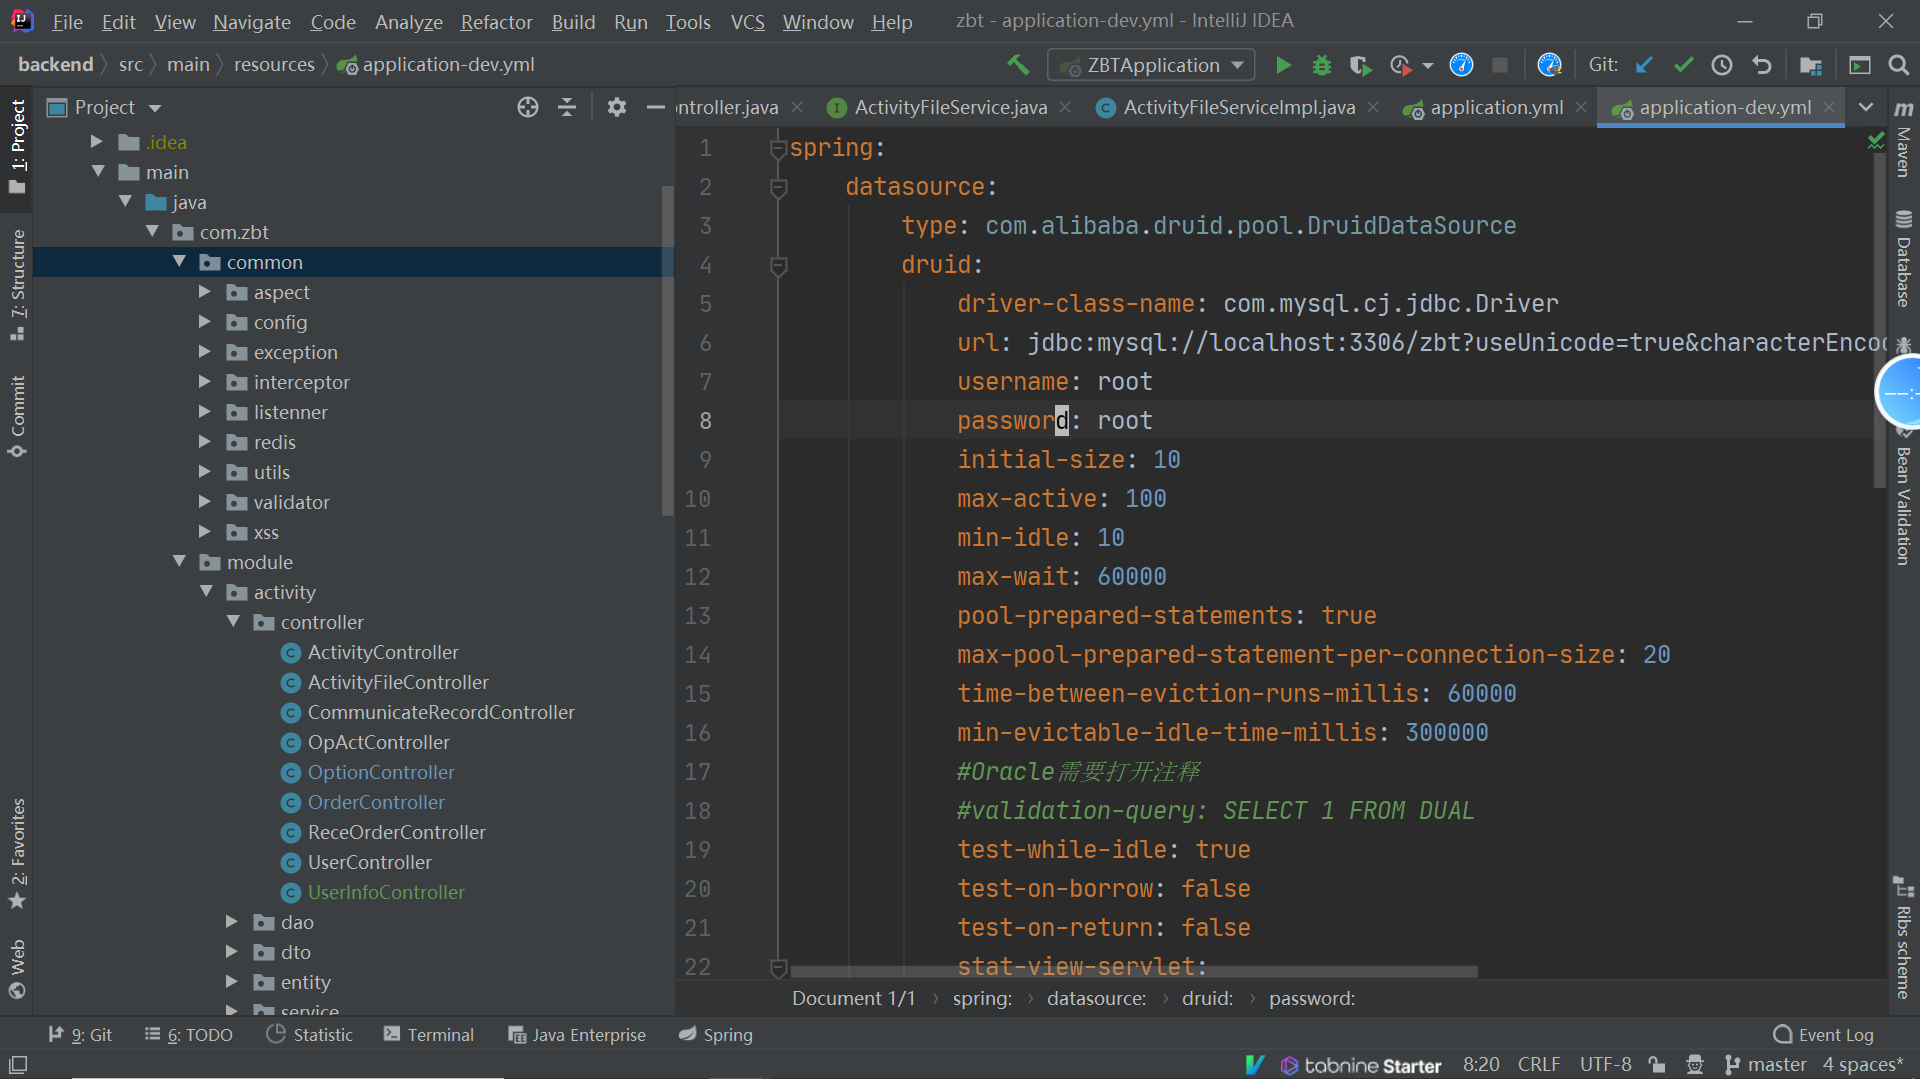 File Edit View Navigate Code Analyze Refactor Build Run Tools VCS Window Help zbt - application-dev.yml - IntelliJ IDEA
backend src main resources application-dev.yml ZBTApplication Git:
Project ontroller.java ActivityFileService.java ActivityFileServiceImpl.java application.yml application-dev.yml
1: Project
7: Structure
Commit
2: Favorites
Web
.idea
main
java
com.zbt
common
aspect
config
exception
interceptor
listenner
redis
utils
validator
xss
module
activity
controller
ActivityController
ActivityFileController
CommunicateRecordController
OpActController
OptionController
OrderController
ReceOrderController
UserController
UserInfoController
dao
dto
entity
service
1 spring:
2 datasource:
3 type: com.alibaba.druid.pool.DruidDataSource
4 druid:
5 driver-class-name: com.mysql.cj.jdbc.Driver
6 url: jdbc:mysql://localhost:3306/zbt?useUnicode=true&characterEnco
7 username: root
8 password: root
9 initial-size: 10
10 max-active: 100
11 min-idle: 10
12 max-wait: 60000
13 pool-prepared-statements: true
14 max-pool-prepared-statement-per-connection-size: 20
15 time-between-eviction-runs-millis: 60000
16 min-evictable-idle-time-millis: 300000
17 #Oracle需要打开注释
18 #validation-query: SELECT 1 FROM DUAL
19 test-while-idle: true
20 test-on-borrow: false
21 test-on-return: false
22 stat-view-servlet:
Document 1/1 spring: datasource: druid: password:
Maven
Database
Bean Validation
Ribs scheme
9: Git 6: TODO Statistic Terminal Java Enterprise Spring Event Log
tabnine Starter 8:20 CRLF UTF-8 master 4 spaces*